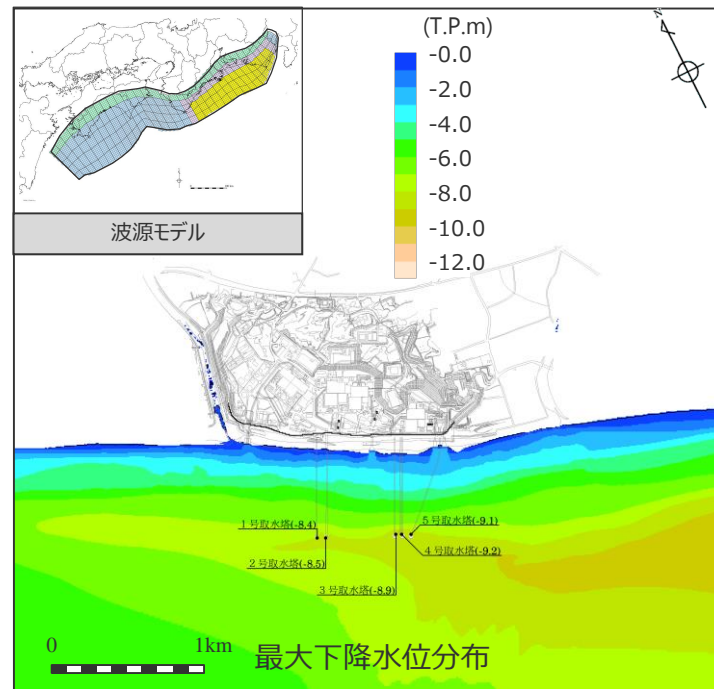 (T.P.m)
-0.0
-2.0
-4.0
-6.0
-8.0
-10.0
-12.0
N
波源モデル
1号取水塔(-8.4)
2号取水塔(-8.5)
3号取水塔(-8.9)
4号取水塔(-9.2)
5号取水塔(-9.1)
0 1km
最大下降水位分布